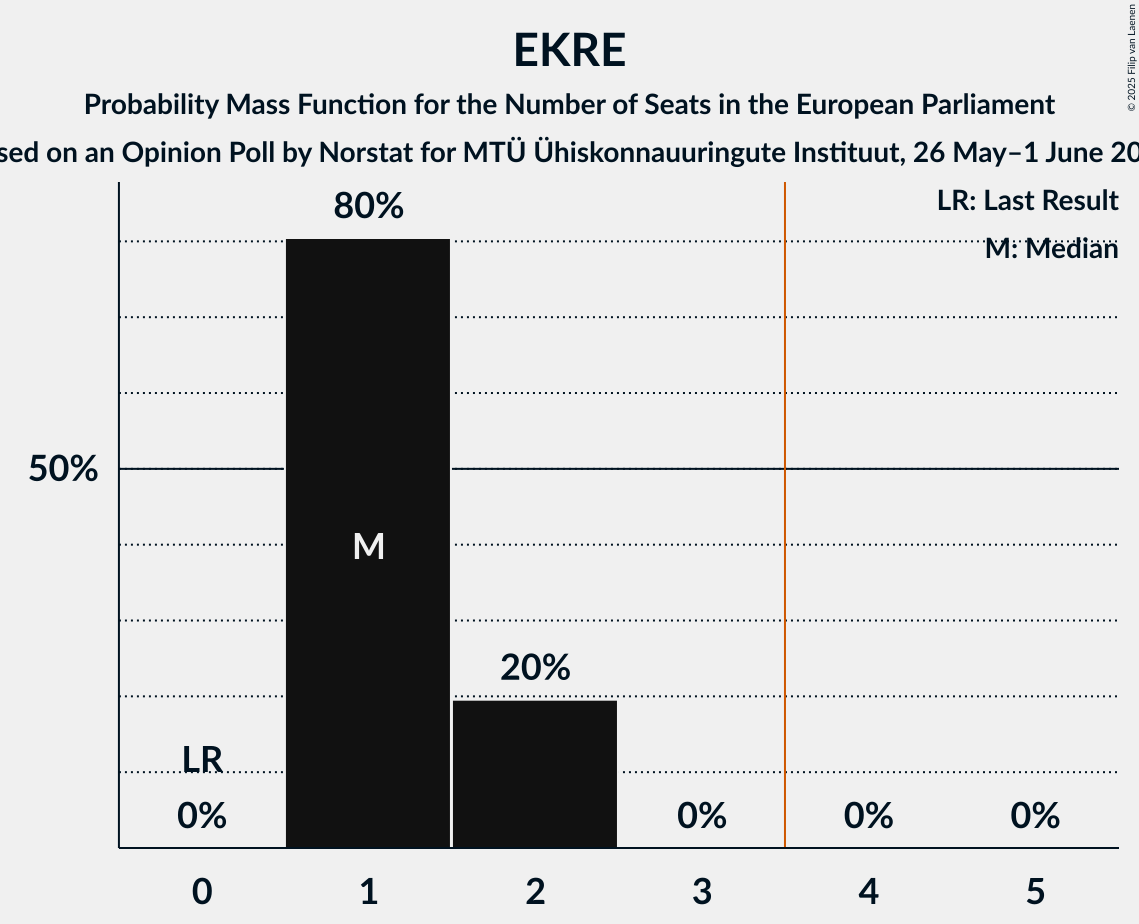 EKRE
Probability Mass Function for the Number of Seats in the European Parliament
sed on an Opinion Poll by Norstat for MTÜ Ühiskonnauuringute Instituut, 26 May–1 June 20
© 2025 Filip van Laenen
LR: Last Result
M: Median
80%
50%
M
20%
LR
0% 0% 0% 0%
0 1 2 3 4 5